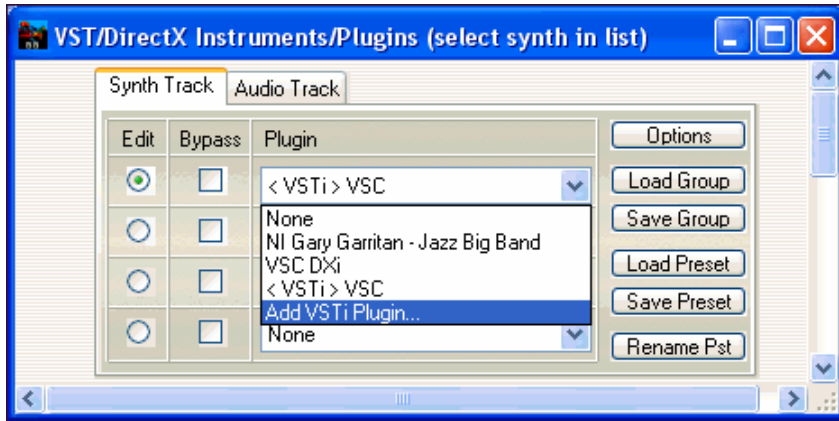 VST/DirectX Instruments/Plugins (select synth in list)
Synth Track
Audio Track
Edit
Bypass
Plugin
Options
< VSTi > VSC
Load Group
None
Save Group
NI Gary Garritan - Jazz Big Band
VSC DXi
Load Preset
< VSTi > VSC
Save Preset
Add VSTi Plugin...
None
Rename Pst